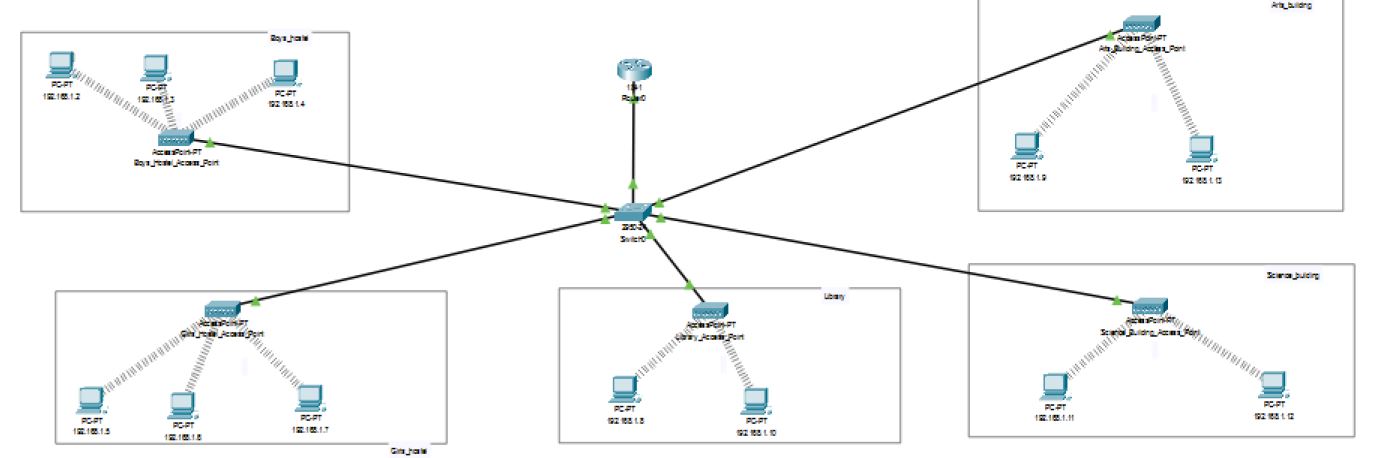 Boys_hostel
PC-PT
192.168.1.2
PC-PT
192.168.1.3
PC-PT
192.168.1.4
AccessPoint-PT
Boys_Hostel_Access_Point
1841
Router0
2950-24
Switch0
Arts_building
AccessPoint-PT
Arts_Building_Access_Point
PC-PT
192.168.1.9
PC-PT
192.168.1.13
AccessPoint-PT
Girls_Hostel_Access_Point
PC-PT
192.168.1.5
PC-PT
192.168.1.6
PC-PT
192.168.1.7
Girls_hostel
Library
AccessPoint-PT
Library_Access_Point
PC-PT
192.168.1.8
PC-PT
192.168.1.10
Science_building
AccessPoint-PT
Science_Building_Access_Point
PC-PT
192.168.1.11
PC-PT
192.168.1.12